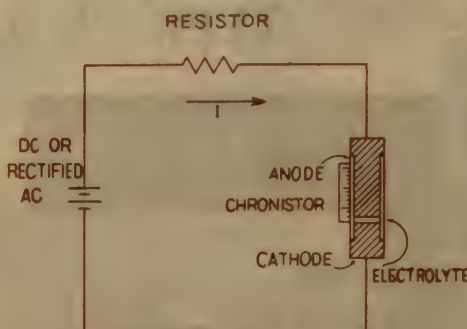 RESISTOR
I
DC OR
RECTIFIED
AC
ANODE
CHRONISTOR
CATHODE
ELECTROLYTE